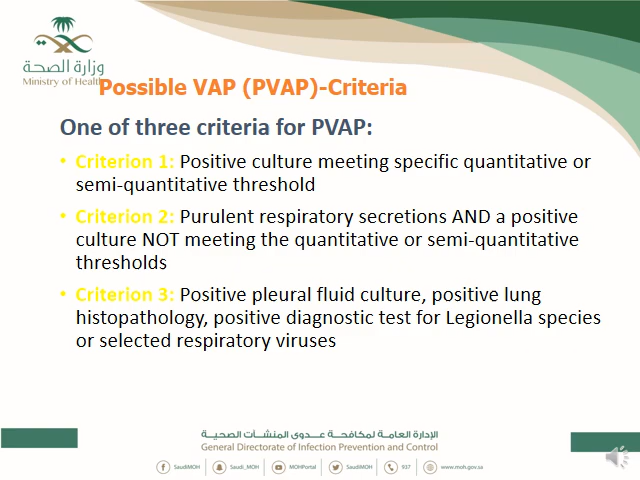 وزارة الصحة
Ministry of Health
Possible VAP (PVAP)-Criteria
One of three criteria for PVAP:
• Criterion 1: Positive culture meeting specific quantitative or
semi-quantitative threshold
• Criterion 2: Purulent respiratory secretions AND a positive
culture NOT meeting the quantitative or semi-quantitative
thresholds
• Criterion 3: Positive pleural fluid culture, positive lung
histopathology, positive diagnostic test for Legionella species
or selected respiratory viruses
الإدارة العامة لمكافحة عدوى المنشآت الصحية
General Directorate of Infection Prevention and Control
SaudiMOH Saudi_MOH MOHPortal SaudiMOH 937 www.moh.gov.sa